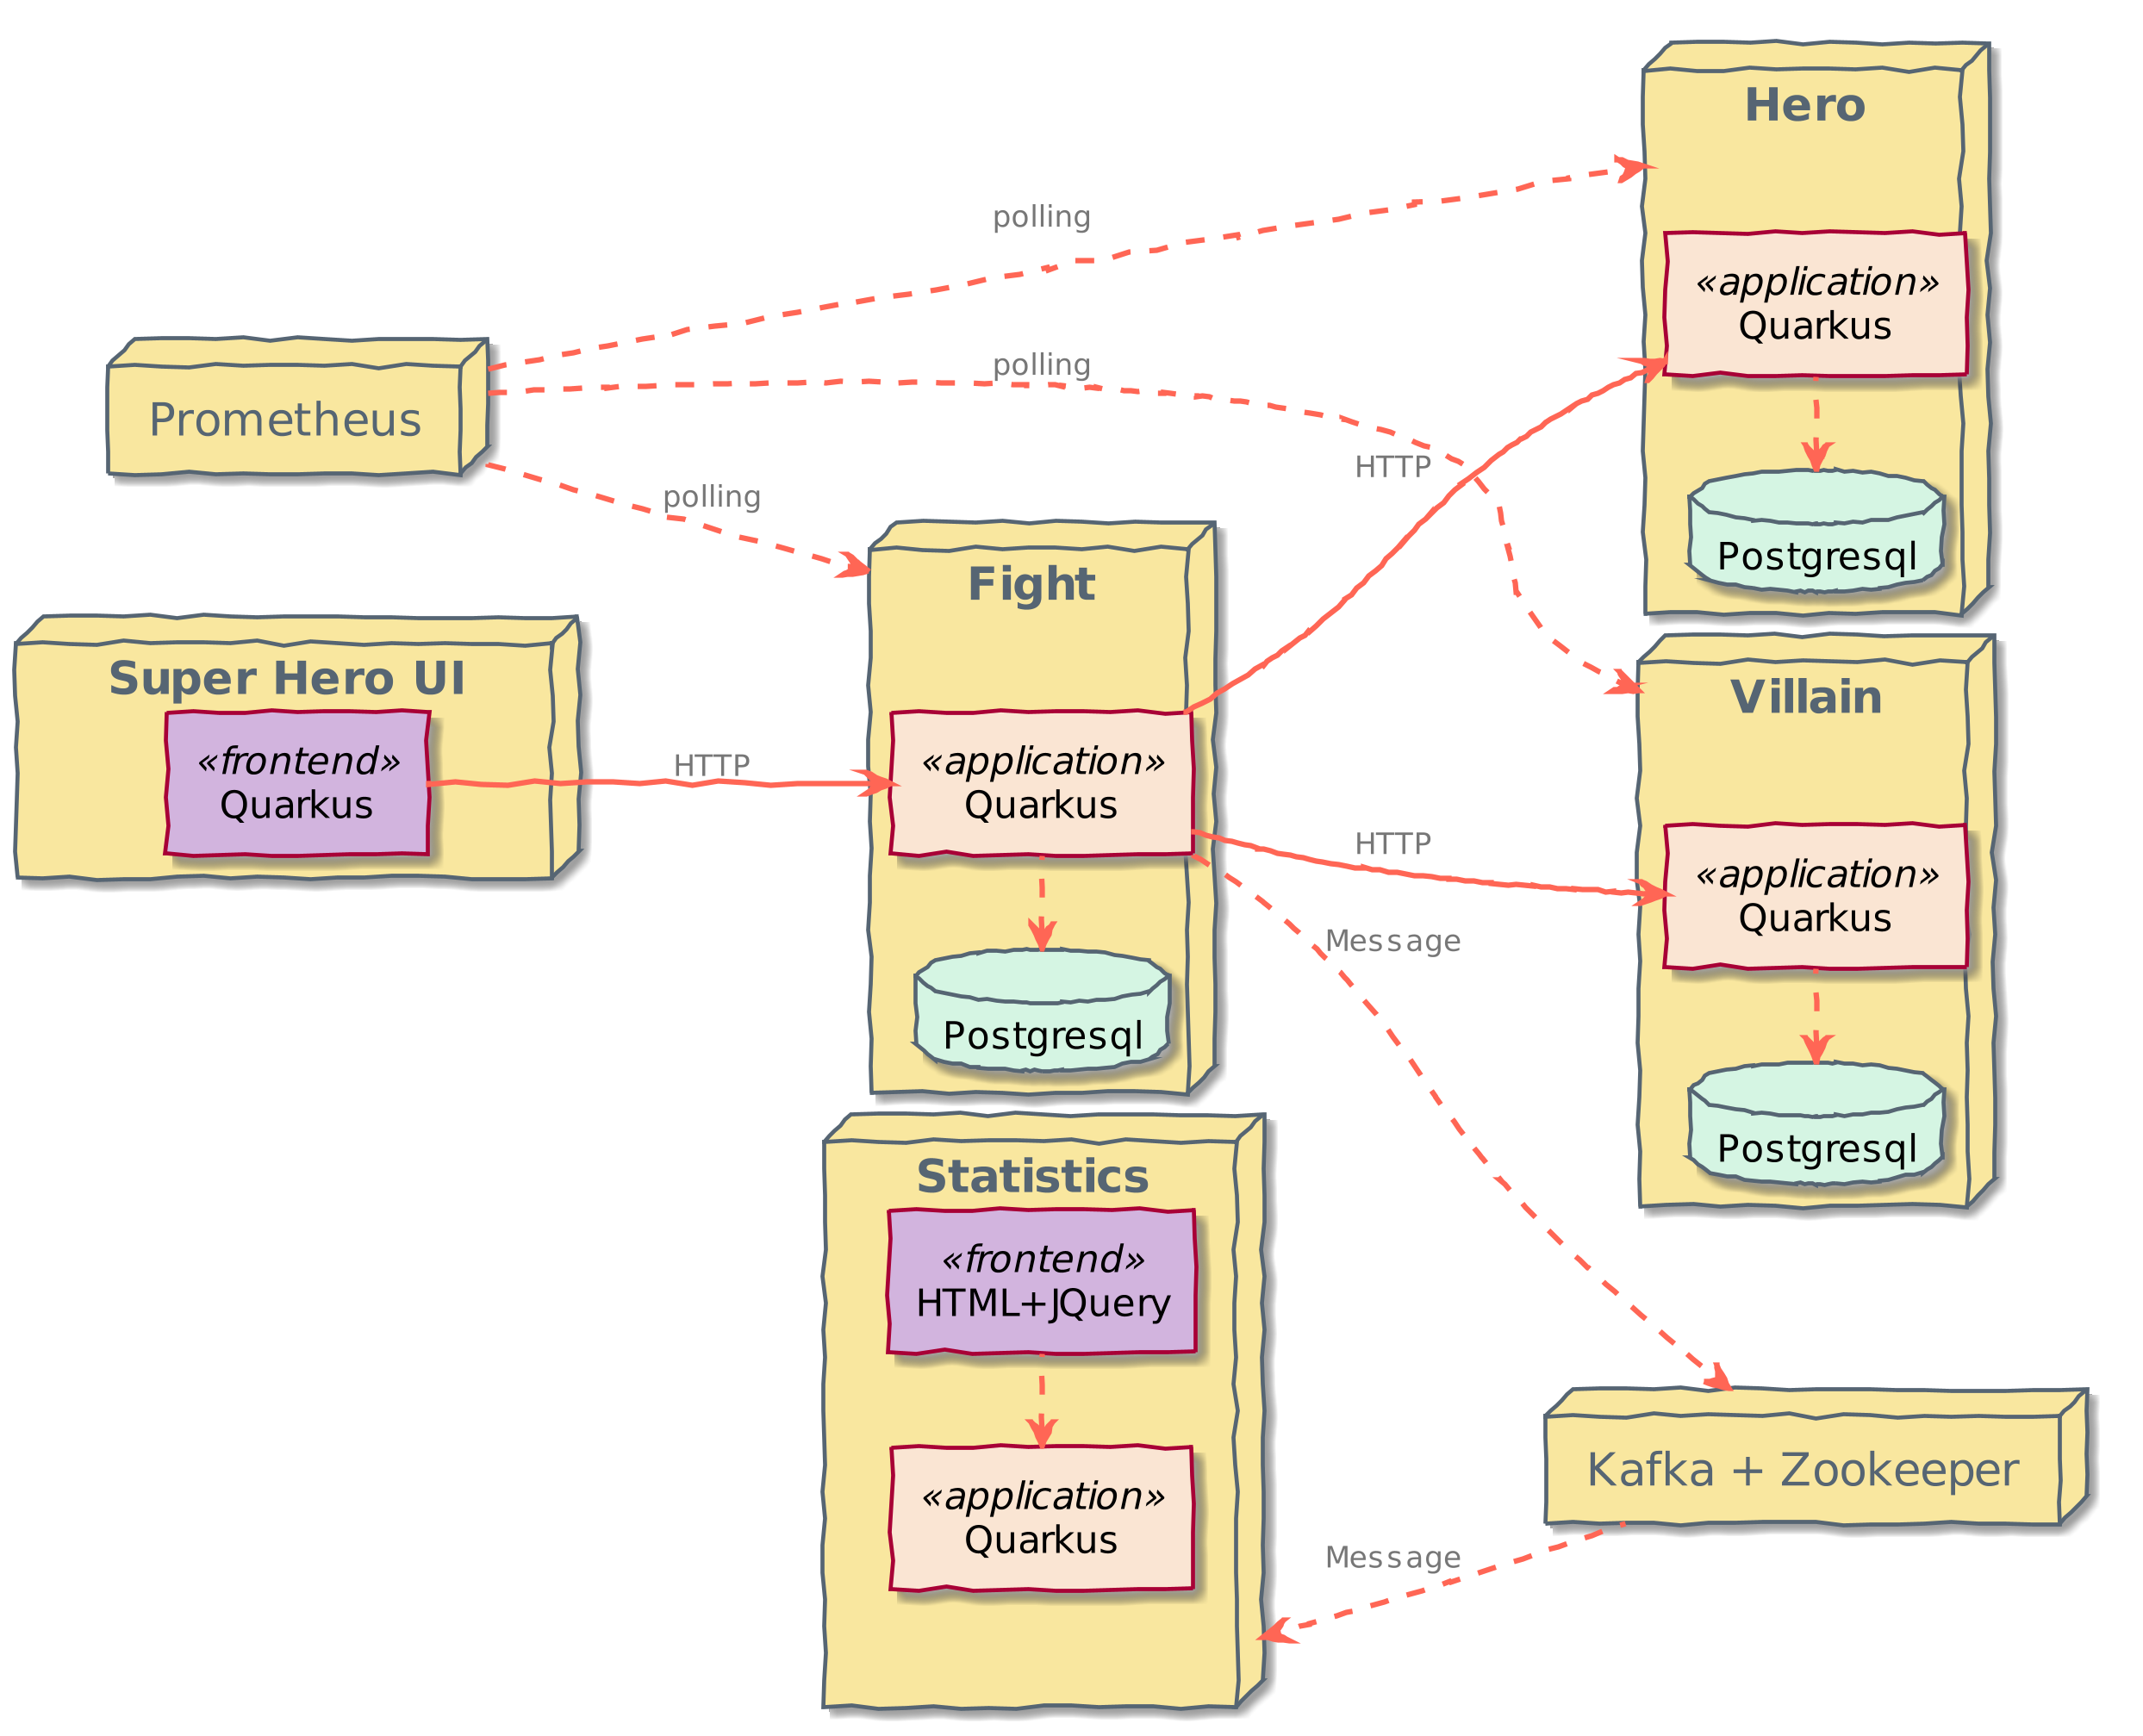 Hero
«application»
Quarkus
Postgresql
polling
polling
polling
Prometheus
HTTP
Super Hero UI
«frontend»
Quarkus
HTTP
Fight
«application»
Quarkus
Postgresql
HTTP
Message
Villain
«application»
Quarkus
Postgresql
Statistics
«frontend»
HTML+JQuery
«application»
Quarkus
Kafka + Zookeeper
Message